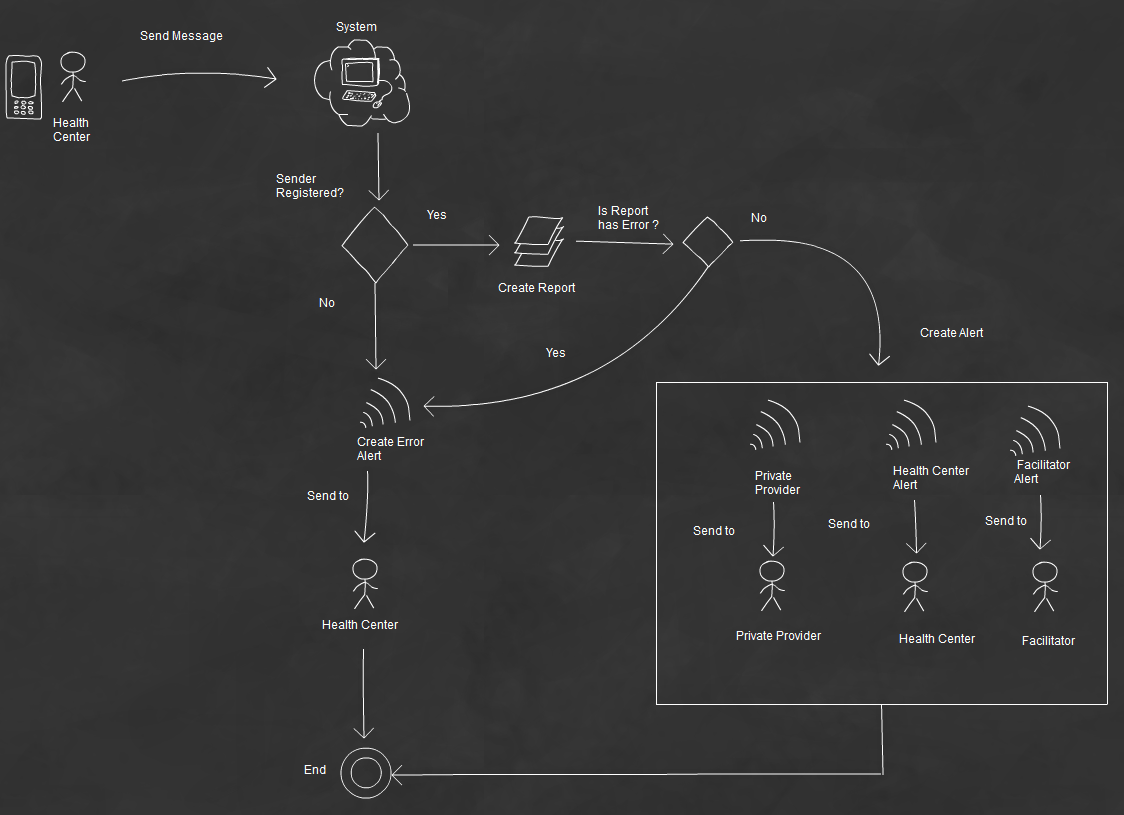 Send Message
System
Health
Center
Sender
Registered?
Yes
Is Report
has Error ?
No
Create Report
No
Yes
Create Alert
Create Error
Alert
Private
Provider
Health Center
Alert
Facilitator
Alert
Send to
Send to
Send to
Send to
Health Center
Private Provider
Health Center
Facilitator
End